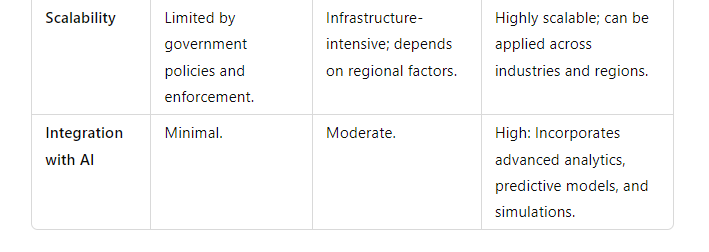 Scalability
Limited by
government
policies and
enforcement.
Infrastructure-
intensive; depends
on regional factors.
Highly scalable; can be
applied across
industries and regions.
Integration
with AI
Minimal.
Moderate.
High: Incorporates
advanced analytics,
predictive models, and
simulations.